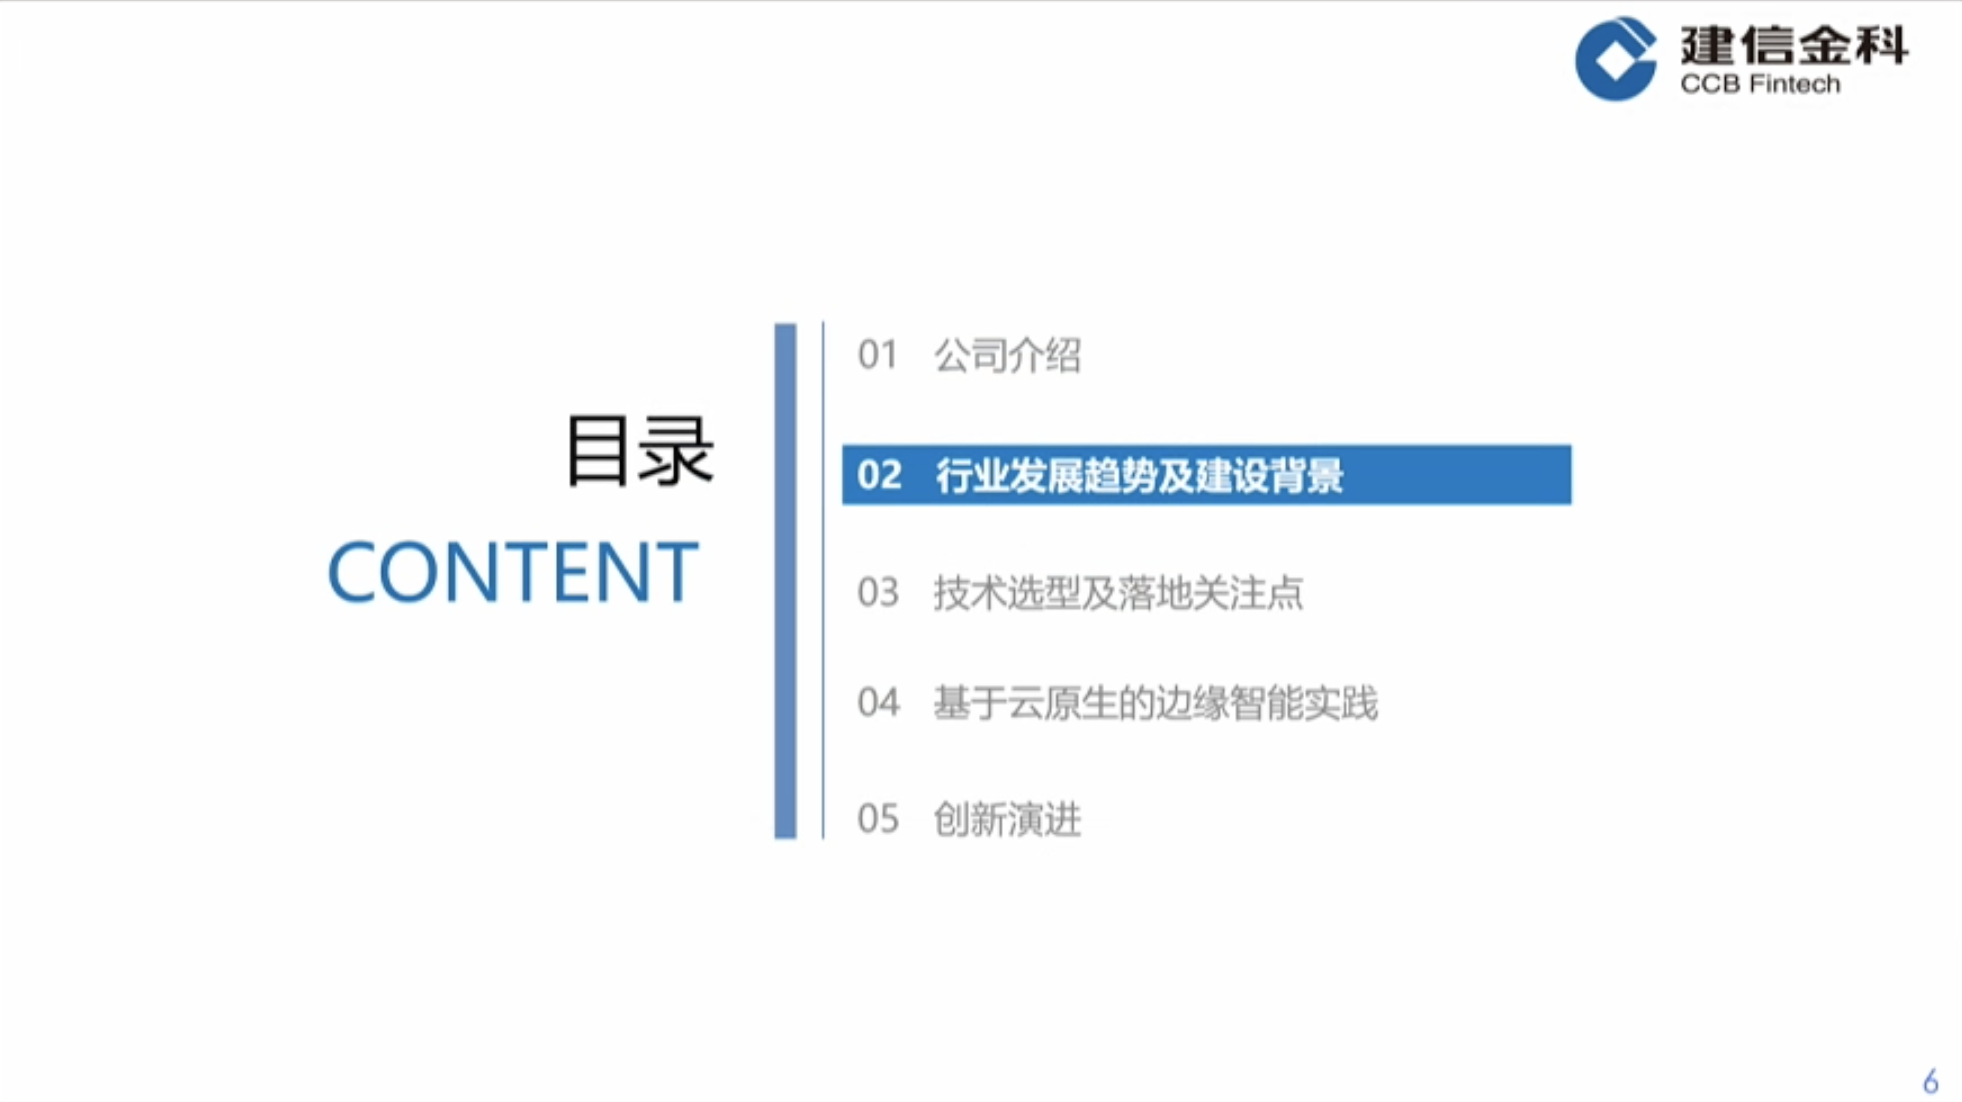 建信金科
CCB Fintech
目录
CONTENT
01 公司介绍
02 行业发展趋势及建设背景
03 技术选型及落地关注点
04 基于云原生的边缘智能实践
05 创新演进
6